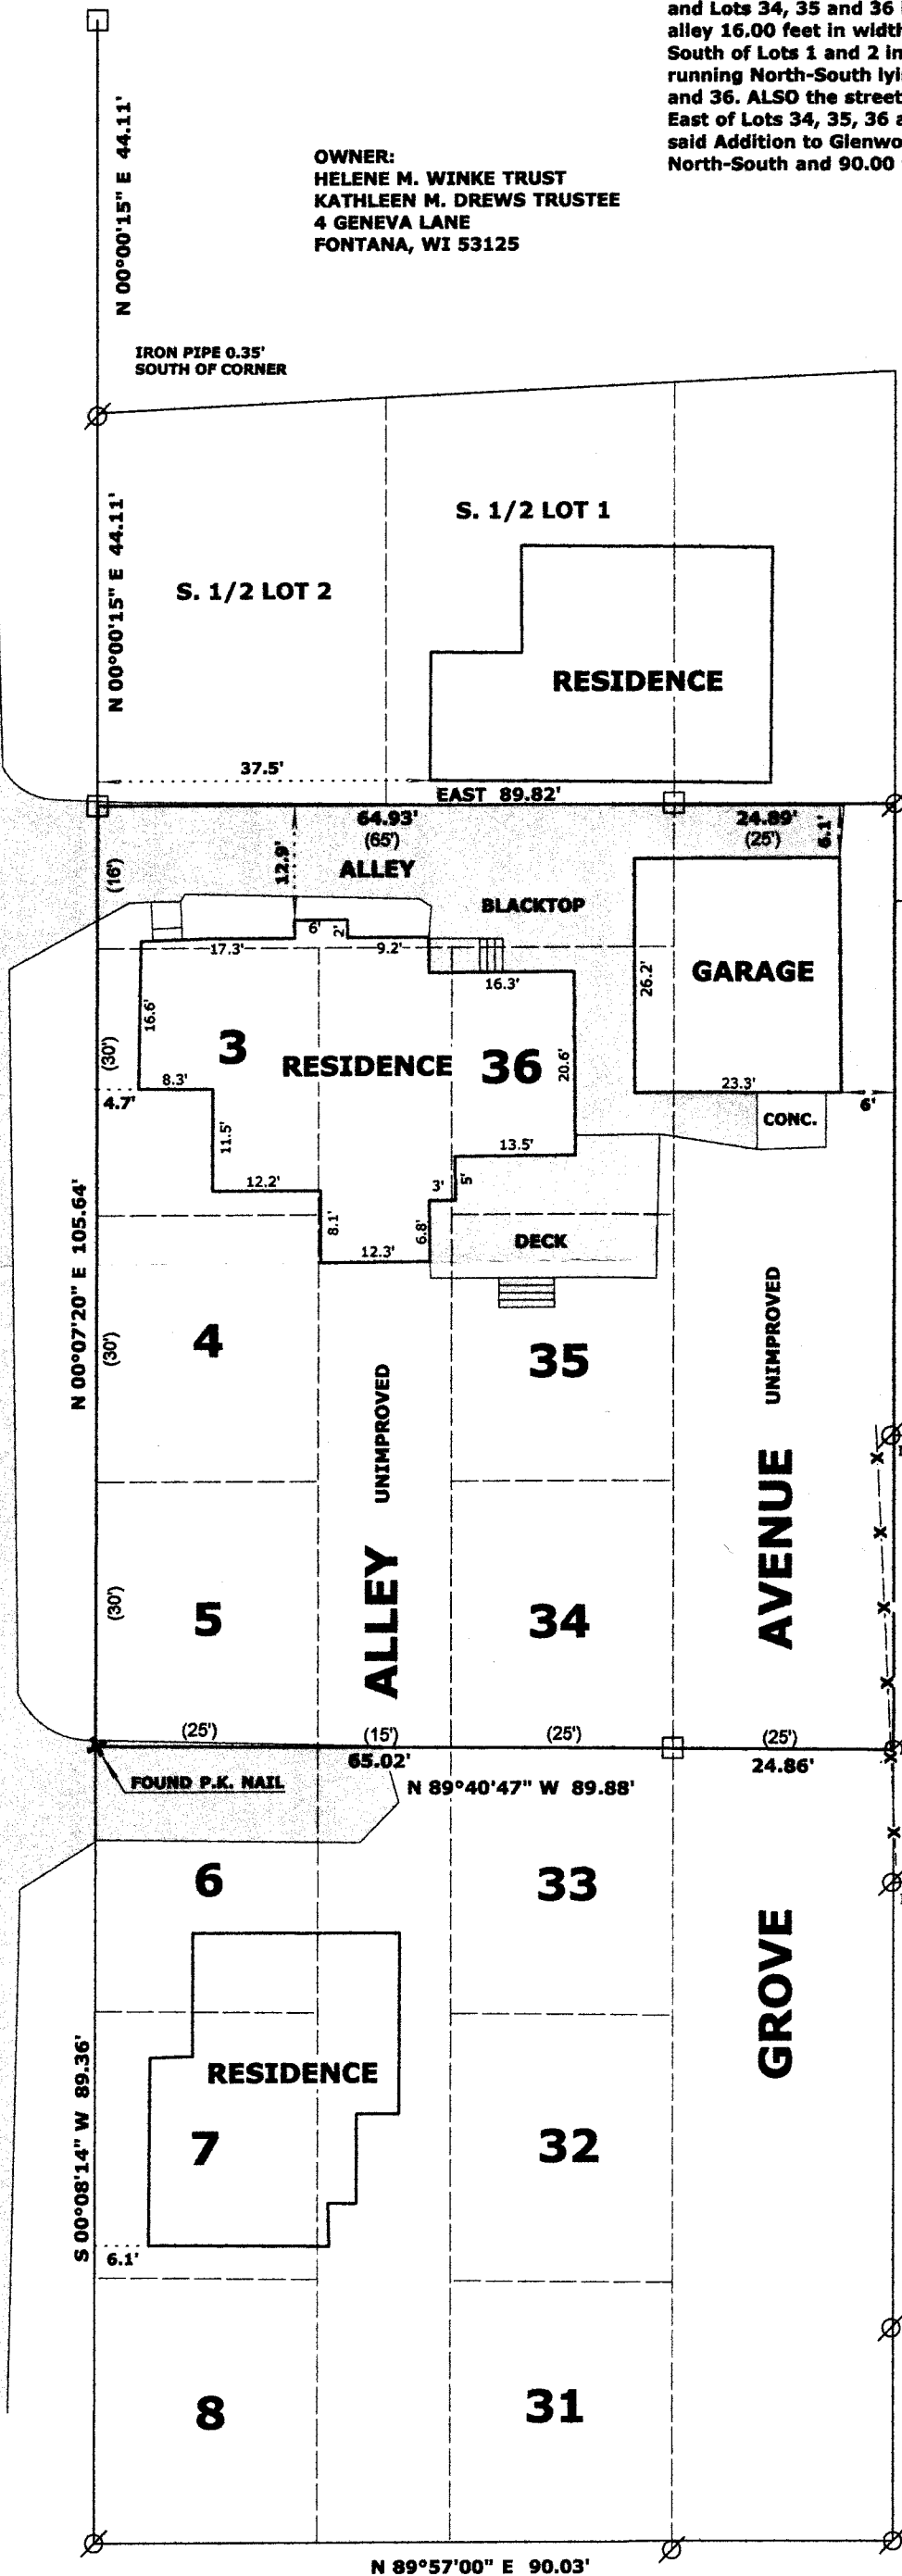 and Lots 34, 35 and 36
alley 16.00 feet in width
South of Lots 1 and 2 in
running North-South
and 36. ALSO the street
East of Lots 34, 35, 36
said Addition to
North-South and 90.00
OWNER:
HELENE M. WINKE TRUST
KATHLEEN M. DREWS TRUSTEE
4 GENEVA LANE
FONTANA, WI 53125
N 00°00'15" E 44.11'
IRON PIPE 0.35'
SOUTH OF CORNER
N 00°00'15" E 44.11'
S. 1/2 LOT 1
S. 1/2 LOT 2
RESIDENCE
37.5'
EAST 89.82'
64.93'
(65')
24.89'
(25')
6.1'
12.9'
(16')
ALLEY
BLACKTOP
6'
2'
17.3'
9.2'
16.3'
26.2'
GARAGE
16.6'
(30')
3
RESIDENCE
36
20.6'
8.3'
4.7'
23.3'
6'
CONC.
11.5'
13.5'
12.2'
3'
5'
8.1'
6.8'
12.3'
DECK
N 00°07'20" E 105.64'
(30')
4
35
UNIMPROVED
UNIMPROVED
(30')
5
ALLEY
34
AVENUE
(25')
(15')
(25')
(25')
65.02'
24.86'
FOUND P.K. NAIL
N 89°40'47" W 89.88'
6
33
GROVE
S 00°08'14" W 89.36'
RESIDENCE
7
32
6.1'
8
31
N 89°57'00" E 90.03'